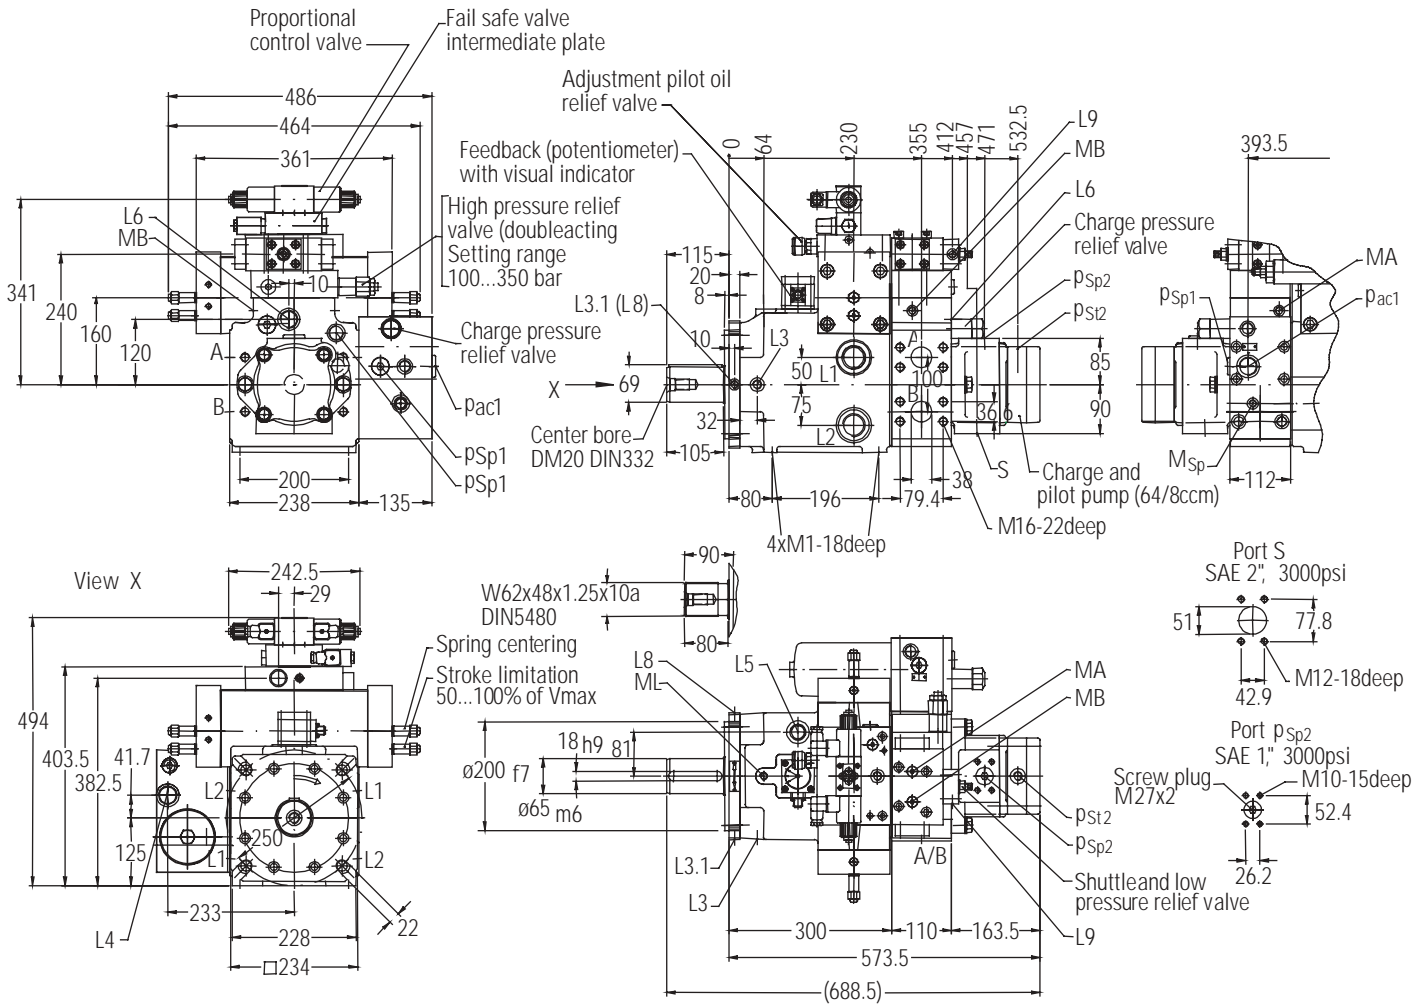 Proportional
control valve
Fail safe valve
intermediate plate
486
464
361
341
240
160
120
L6
MB
10
High pressure relief
valve (doubleacting
Setting range
100...350 bar
Charge pressure
relief valve
A
B
pac1
pSp1
pSp1
200
238
135
Adjustment pilot oil
relief valve
Feedback (potentiometer)
with visual indicator
0
64
230
355
412
457
471
532.5
L9
MB
L6
Charge pressure
relief valve
pSp2
pSt2
115
20
8
L3.1 (L8)
10
L3
X
69
50
L1
75
L2
A
100
B
36.6
85
90
32
Center bore
DM20 DIN332
105
80
196
79.4
38
S
Charge and
pilot pump (64/8ccm)
M16-22deep
4xM1-18deep
393.5
MA
pSp1
pac1
MSp
112
View X
242.5
29
Spring centering
Stroke limitation
50...100% of Vmax
494
403.5
382.5
41.7
125
L2
L1
L1
L2
250
233
228
□234
22
L4
90
W62x48x1.25x10a
DIN5480
80
L8
ML
L5
MA
MB
18 h9
81
ø200 f7
ø65 m6
L3.1
L3
A/B
pSt2
pSp2
Shuttleand low
pressure relief valve
L9
300
110
163.5
573.5
(688.5)
Port S
SAE 2", 3000psi
51
77.8
M12-18deep
42.9
Port pSp2
SAE 1," 3000psi
Screw plug
M27x2
M10-15deep
52.4
26.2